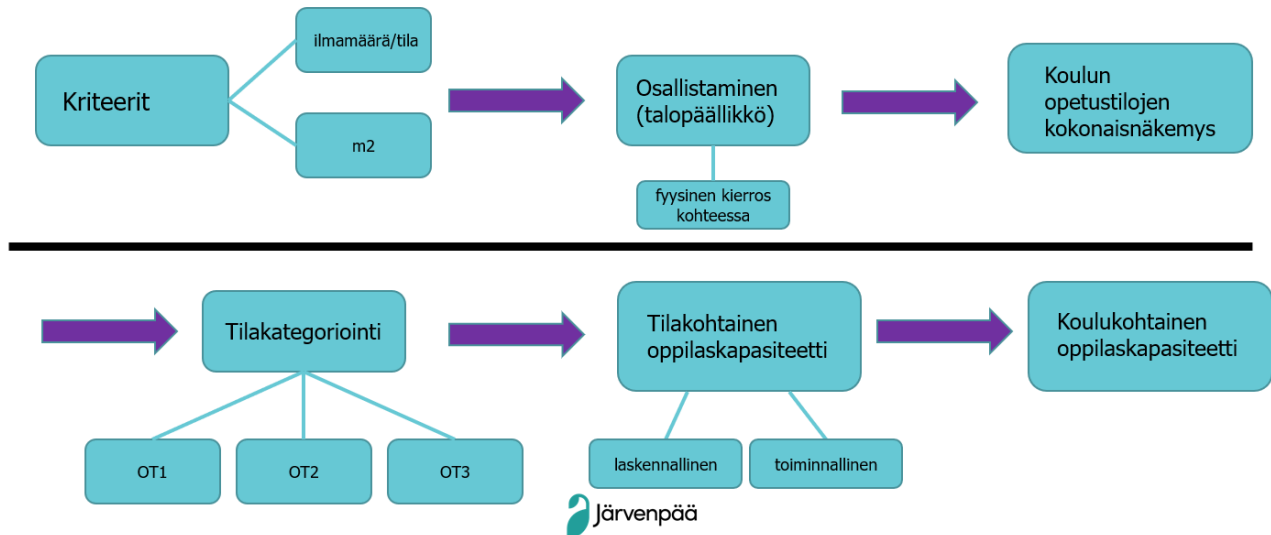 ilmamäärä/tila
Kriteerit
m2
Osallistaminen
(talopäällikkö)
fyysinen kierros
kohteessa
Koulun
opetustilojen
kokonaisnäkemys
Tilakategoriointi
OT1
OT2
OT3
Tilakohtainen
oppilaskapasiteetti
laskennallinen
toiminnallinen
Koulukohtainen
oppilaskapasiteetti
Järvenpää